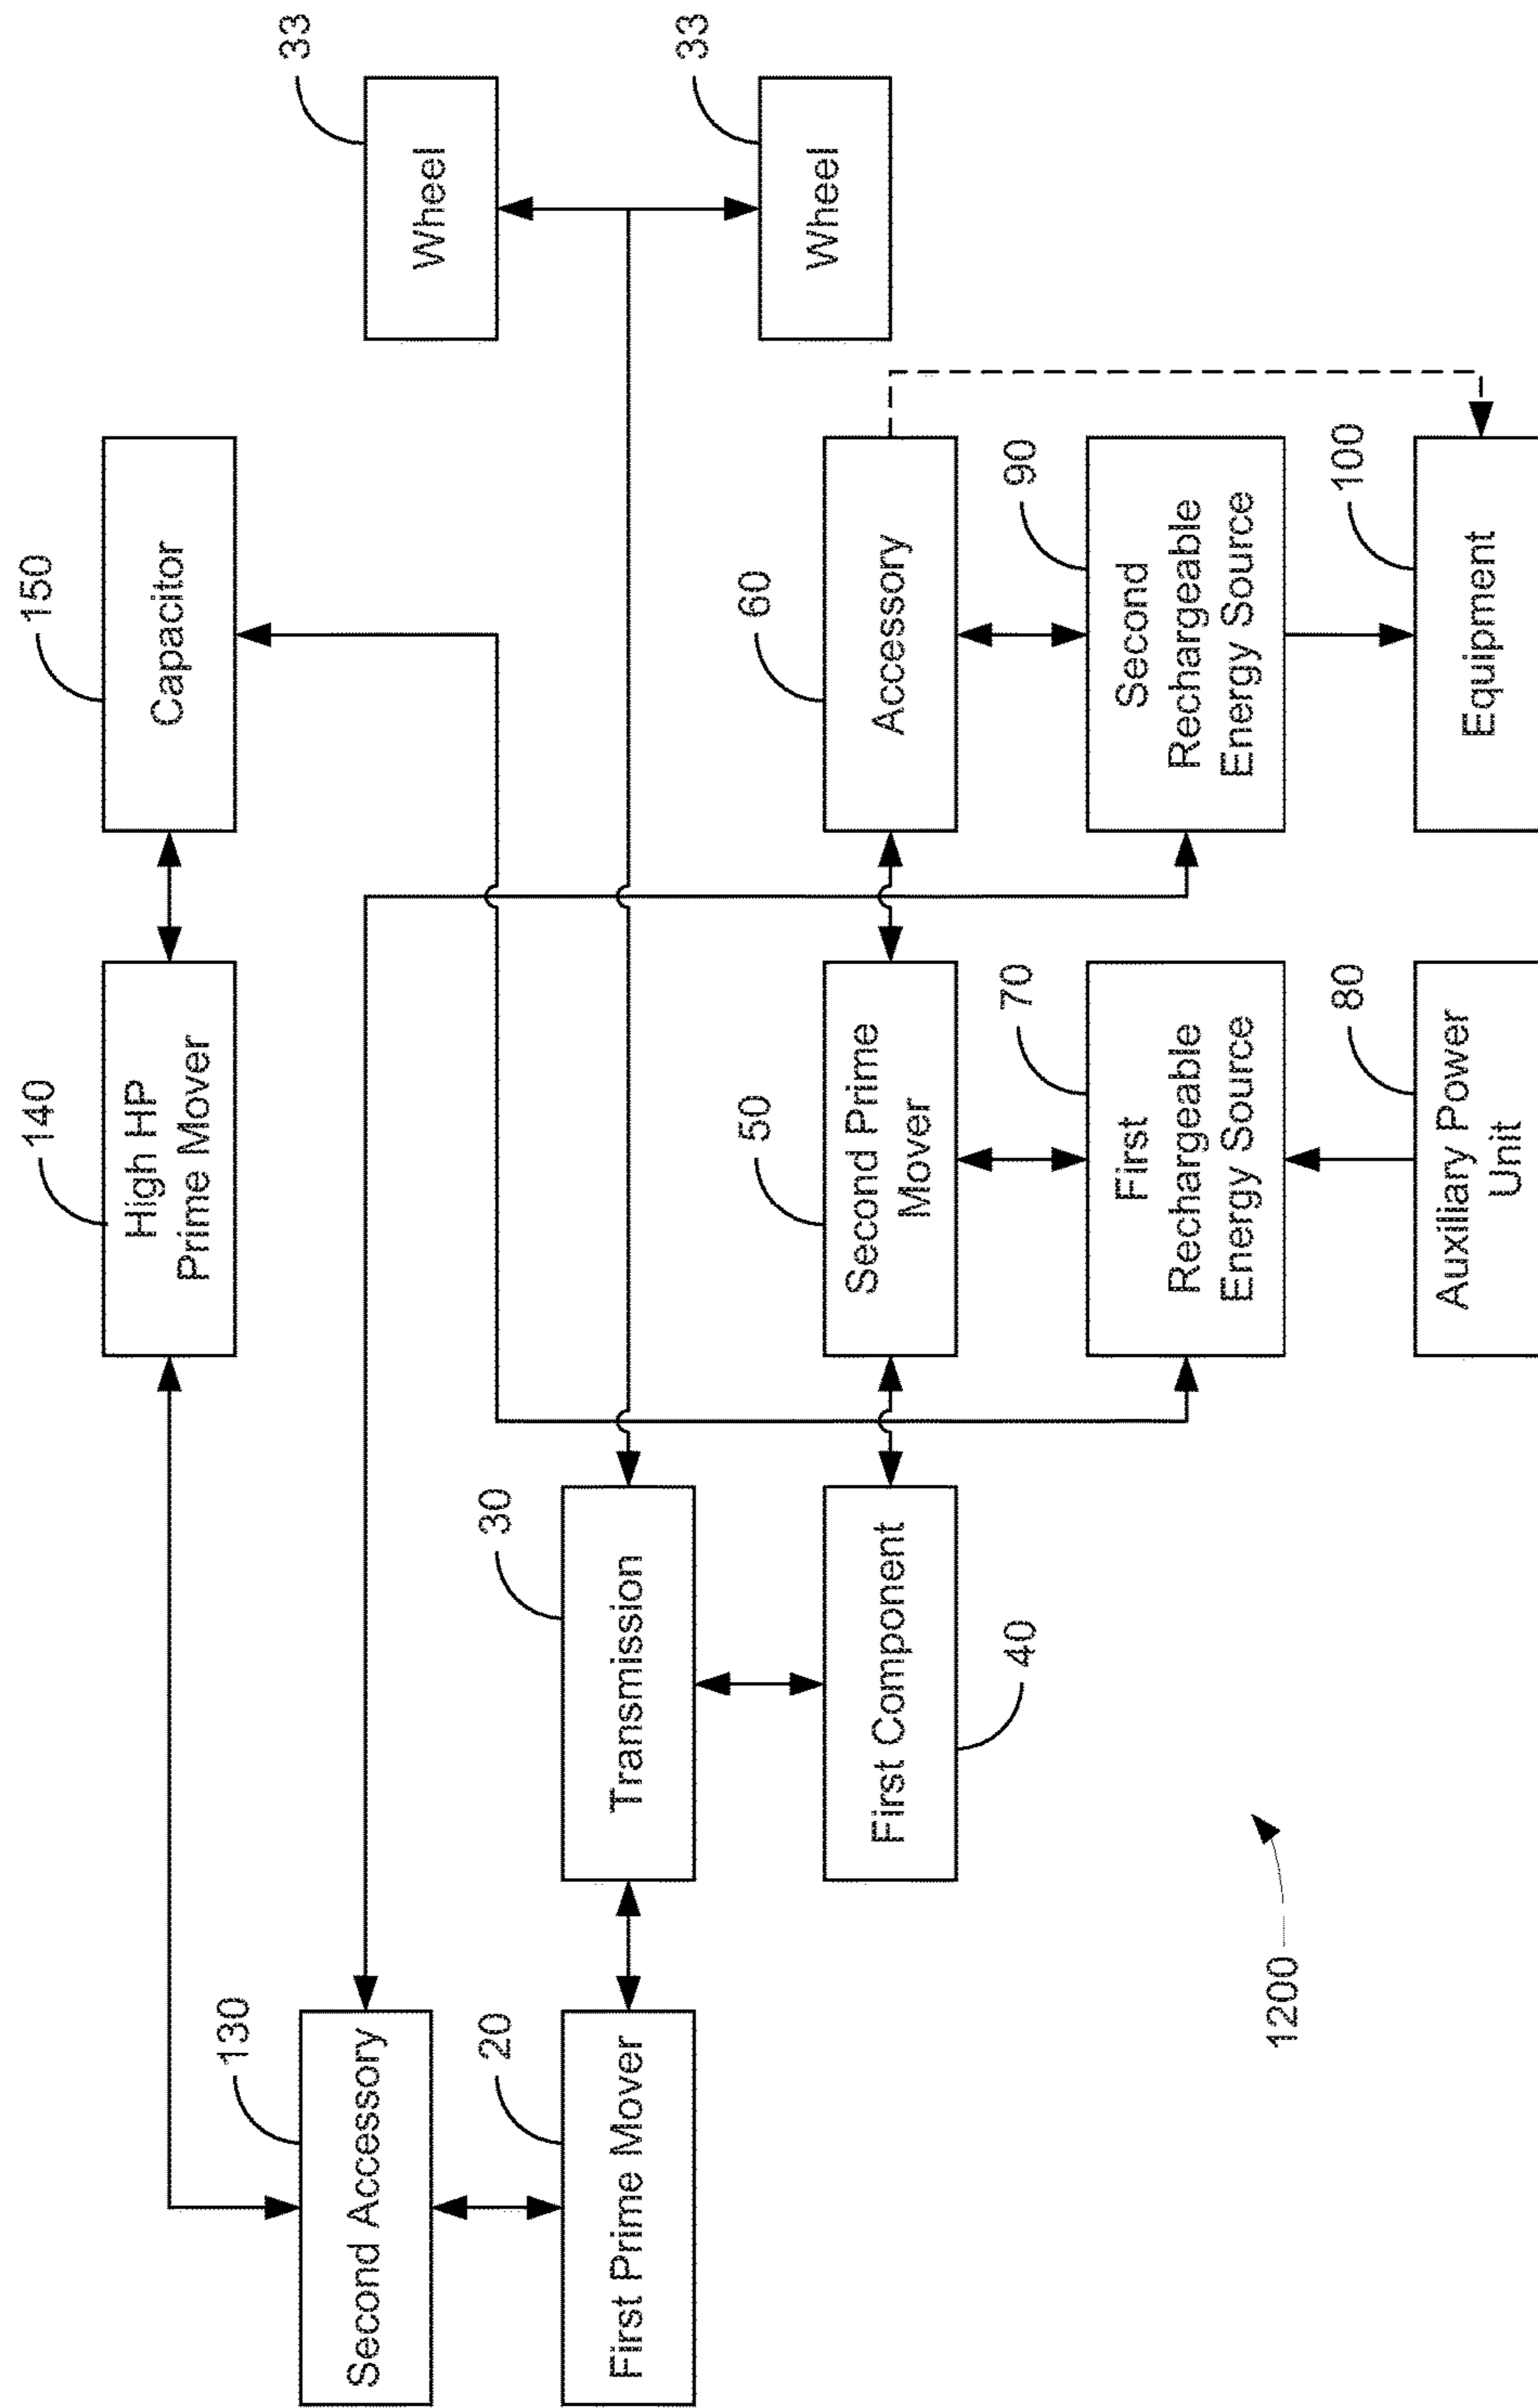 140
High HP
Prime Mover
150
Capacitor
33
Wheel
130
Second Accessory
20
First Prime Mover
30
Transmission
33
Wheel
First Component
40
50
Second Prime
Mover
60
Accessory
70
First
Rechargeable
Energy Source
90
Second
Rechargeable
Energy Source
80
Auxiliary Power
Unit
100
Equipment
1200